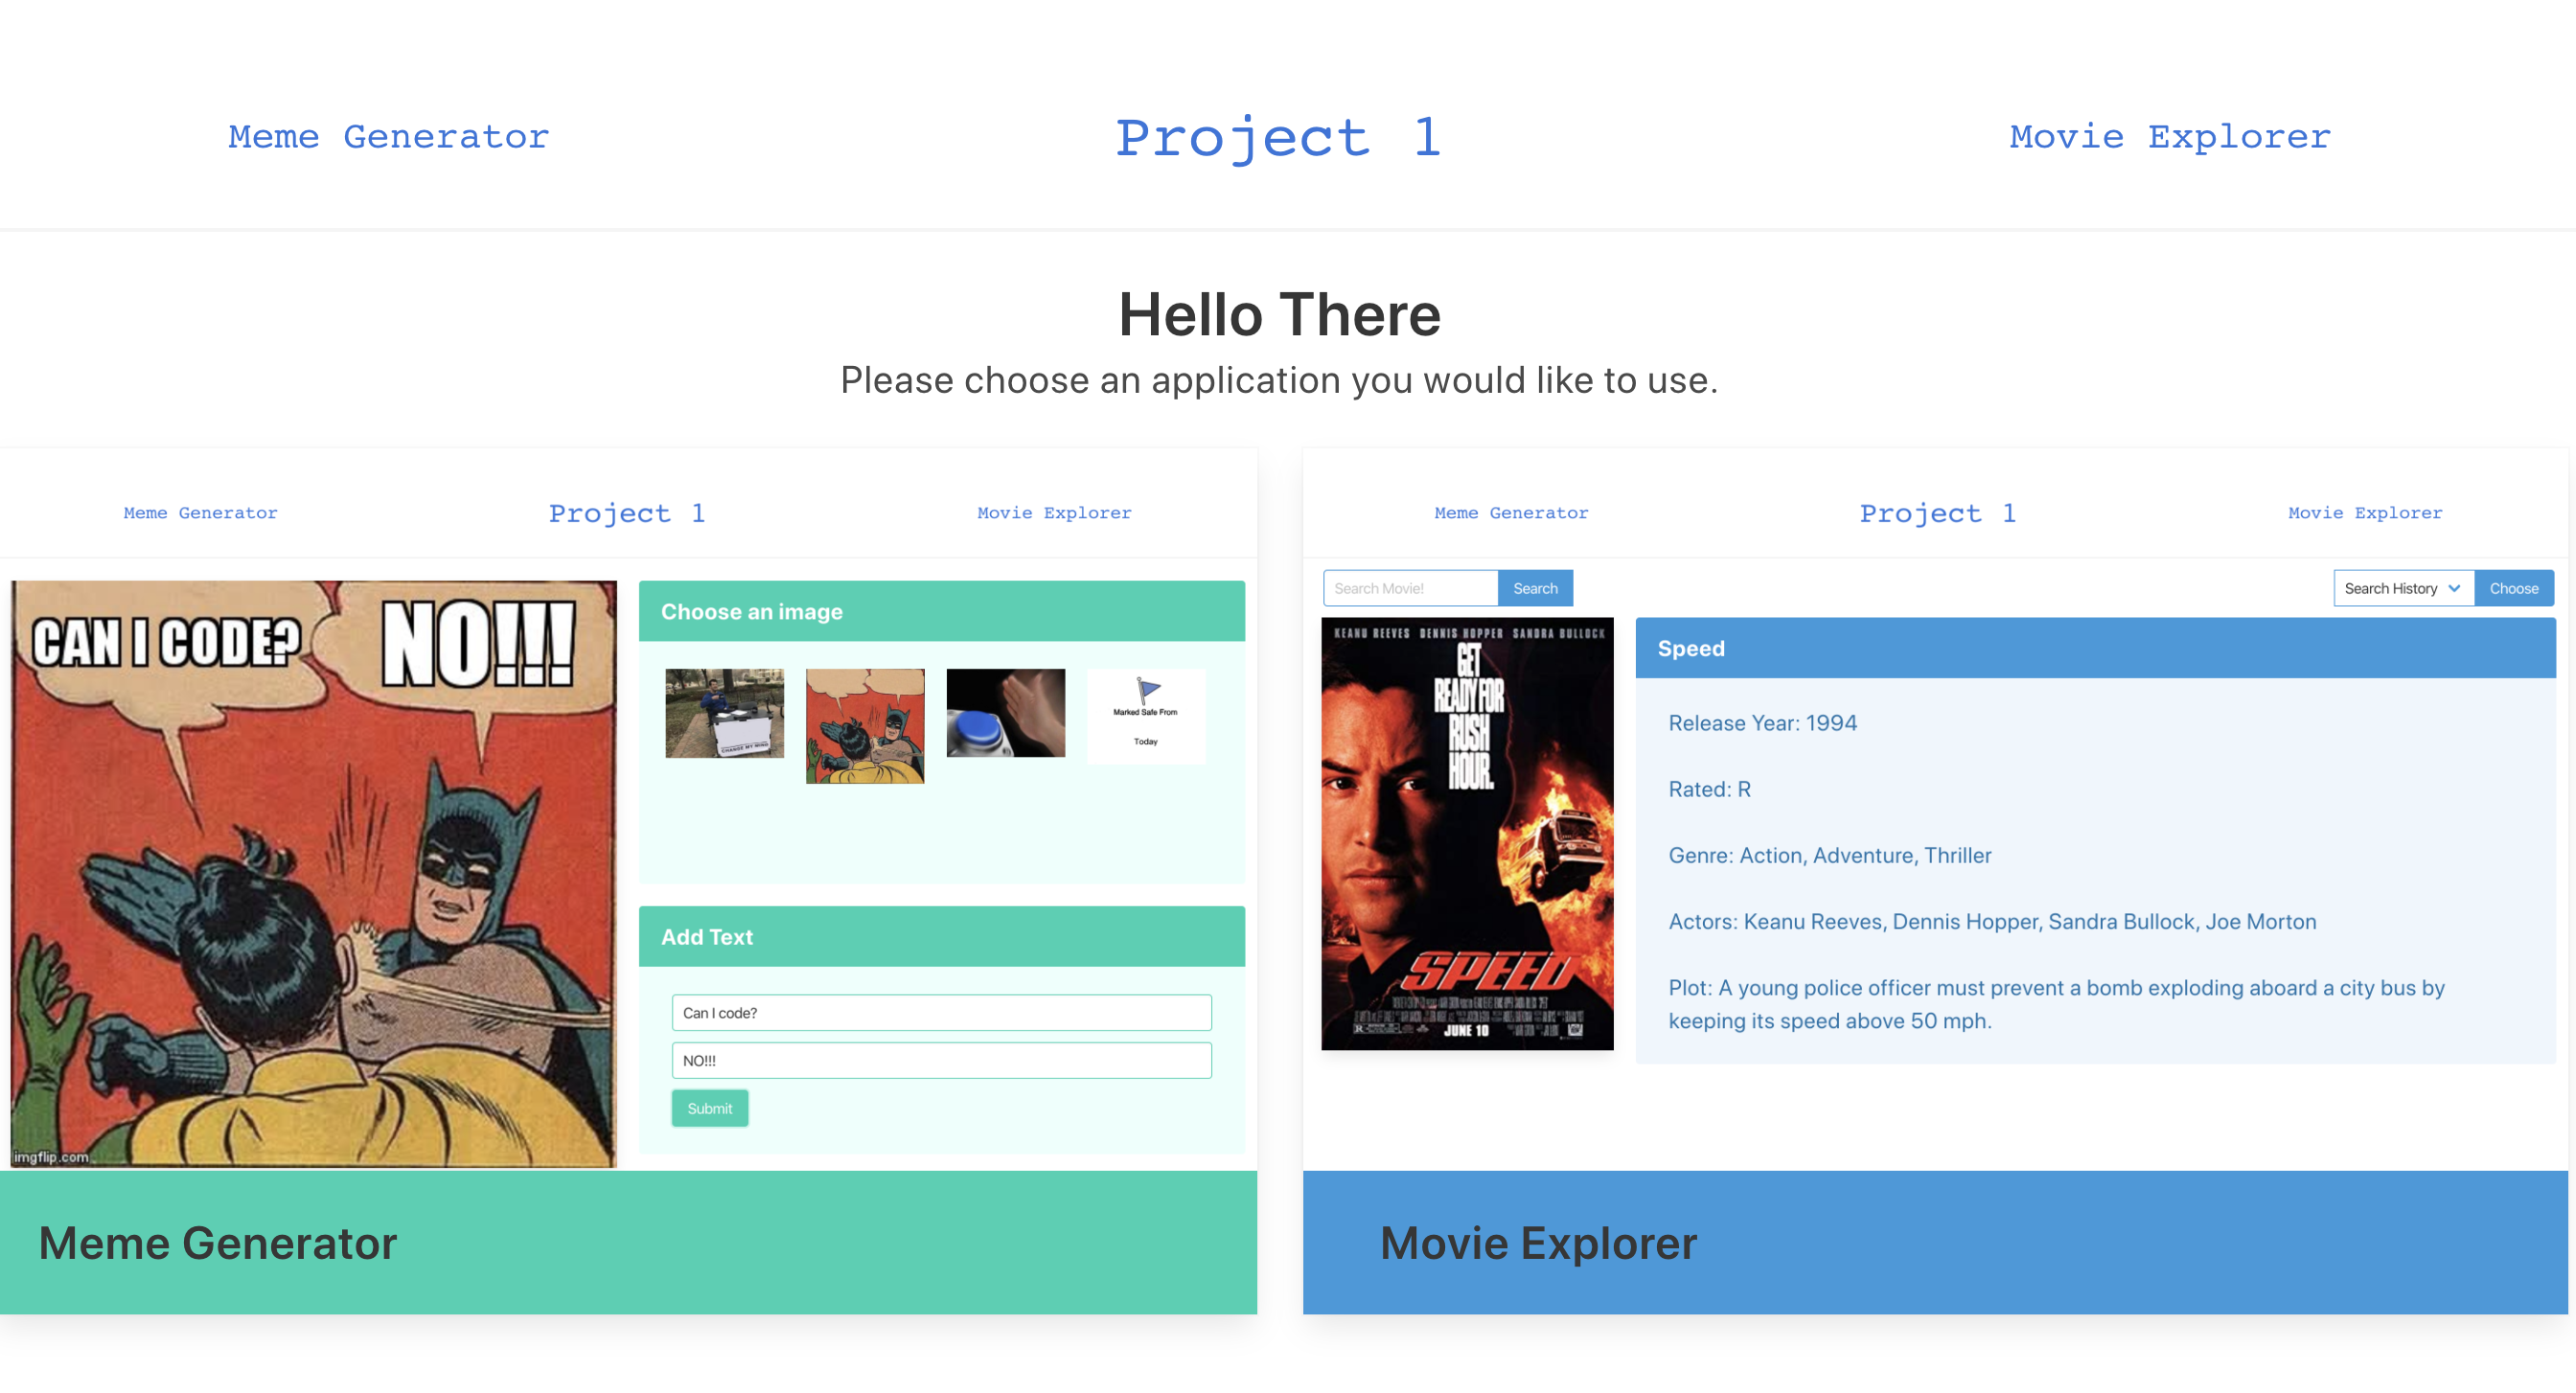 Meme Generator
Project 1
Movie Explorer
Hello There
Please choose an application you would like to use.
Meme Generator
Project 1
Movie Explorer
CAN I CODE?
NO!!!
imgflip.com
Choose an image
CHANGE MY MIND
Marked Safe From
Today
Add Text
Can I code?
NO!!!
Submit
Meme Generator
Meme Generator
Project 1
Movie Explorer
Search Movie!
Search
Search History
Choose
KEANU REEVES DENNIS HOPPER SANDRA BULLOCK
GET
READY FOR
RUSH
HOUR.
SPEED
R
JUNE 10
Speed
Release Year: 1994
Rated: R
Genre: Action, Adventure, Thriller
Actors: Keanu Reeves, Dennis Hopper, Sandra Bullock, Joe Morton
Plot: A young police officer must prevent a bomb exploding aboard a city bus by
keeping its speed above 50 mph.
Movie Explorer